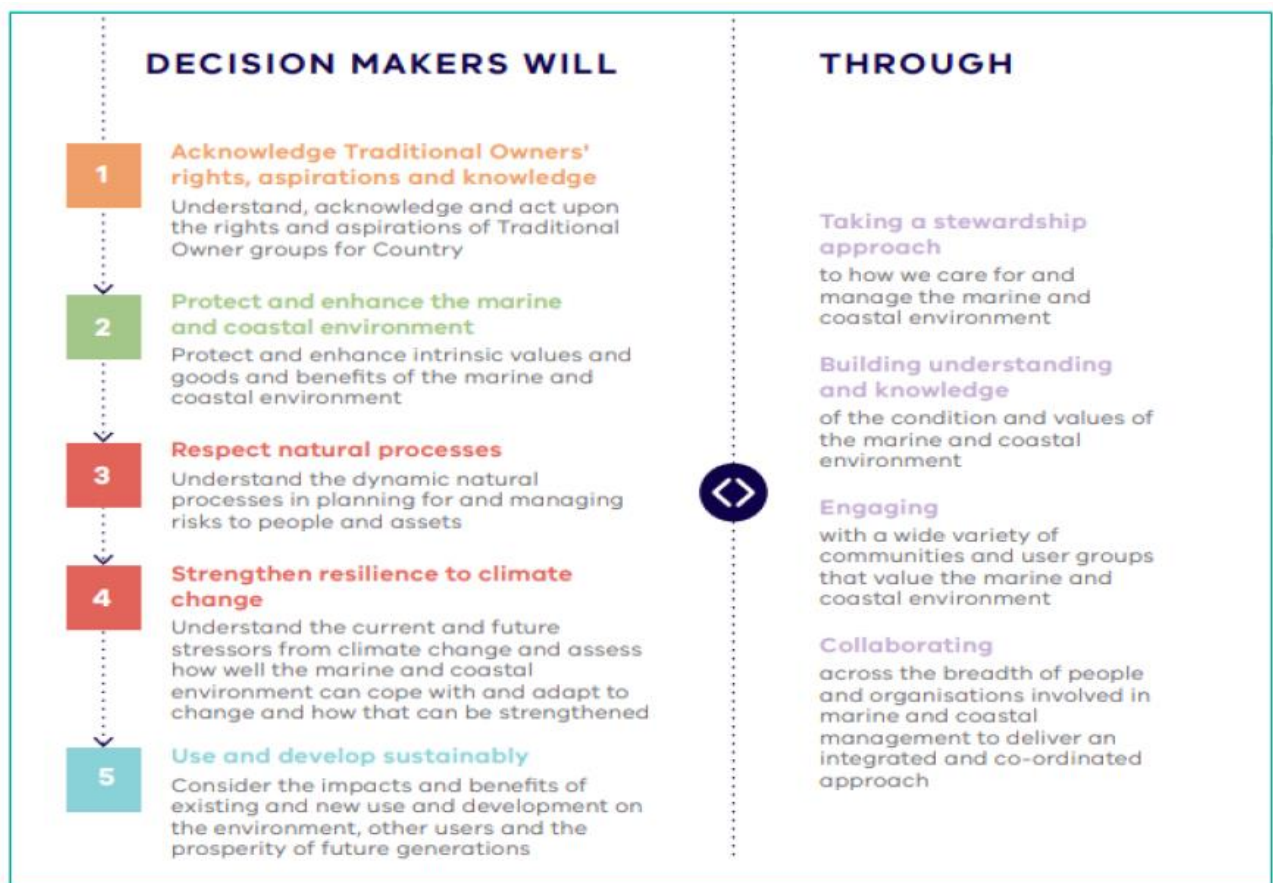 DECISION MAKERS WILL
1
Acknowledge Traditional Owners'
rights, aspirations and knowledge
Understand, acknowledge and act upon
the rights and aspirations of Traditional
Owner groups for Country
2
Protect and enhance the marine
and coastal environment
Protect and enhance intrinsic values and
goods and benefits of the marine and
coastal environment
3
Respect natural processes
Understand the dynamic natural
processes in planning for and managing
risks to people and assets
4
Strengthen resilience to climate
change
Understand the current and future
stressors from climate change and assess
how well the marine and coastal
environment can cope with and adapt to
change and how that can be strengthened
5
Use and develop sustainably
Consider the impacts and benefits of
existing and new use and development on
the environment, other users and the
prosperity of future generations
THROUGH
Taking a stewardship
approach
to how we care for and
manage the marine and
coastal environment
Building understanding
and knowledge
of the condition and values of
the marine and coastal
environment
Engaging
with a wide variety of
communities and user groups
that value the marine and
coastal environment
Collaborating
across the breadth of people
and organisations involved in
marine and coastal
management to deliver an
integrated and co-ordinated
approach